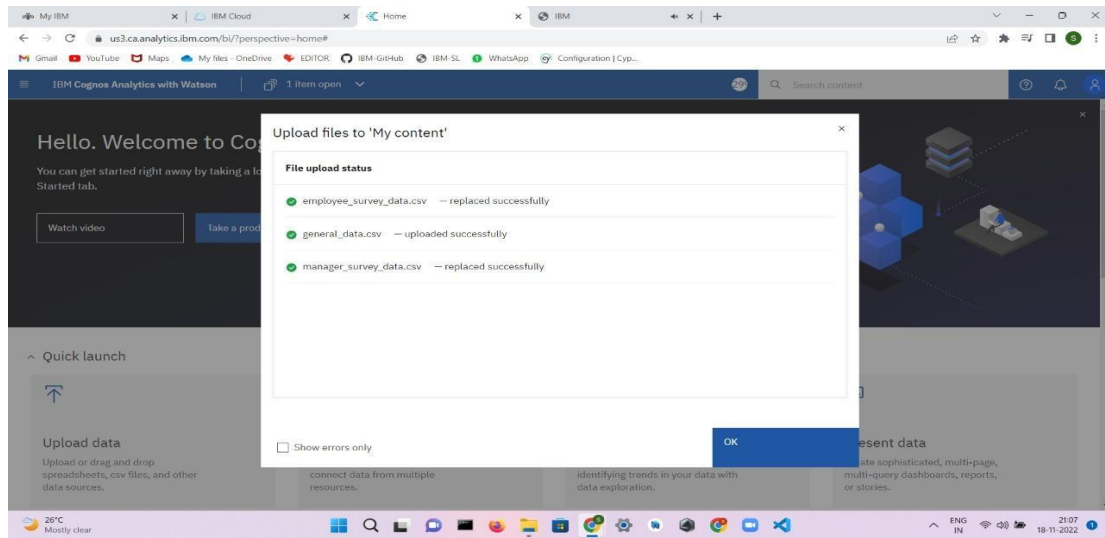 My IBM
IBM Cloud
Home
IBM
us3.ca.analytics.ibm.com/bi/?perspective=home#
S
Gmail YouTube Maps My files - OneDrive EDITOR IBM-GitHub IBM-SL WhatsApp Configuration | Cyp...
IBM Cognos Analytics with Watson
1 item open
Search content
Hello. Welcome to Cog
You can get started right away by taking a lo
Started tab.
Watch video
Take a prod
Upload files to 'My content'
File upload status
employee_survey_data.csv — replaced successfully
general_data.csv — uploaded successfully
manager_survey_data.csv — replaced successfully
Show errors only
OK
Quick launch
Upload data
Upload or drag and drop
spreadsheets, csv files, and other
data sources.
connect data from multiple
resources.
identifying trends in your data with
data exploration.
esent data
ate sophisticated, multi-page,
multi-query dashboards, reports,
or stories.
26°C
Mostly clear
ENG
IN
21:07
18-11-2022